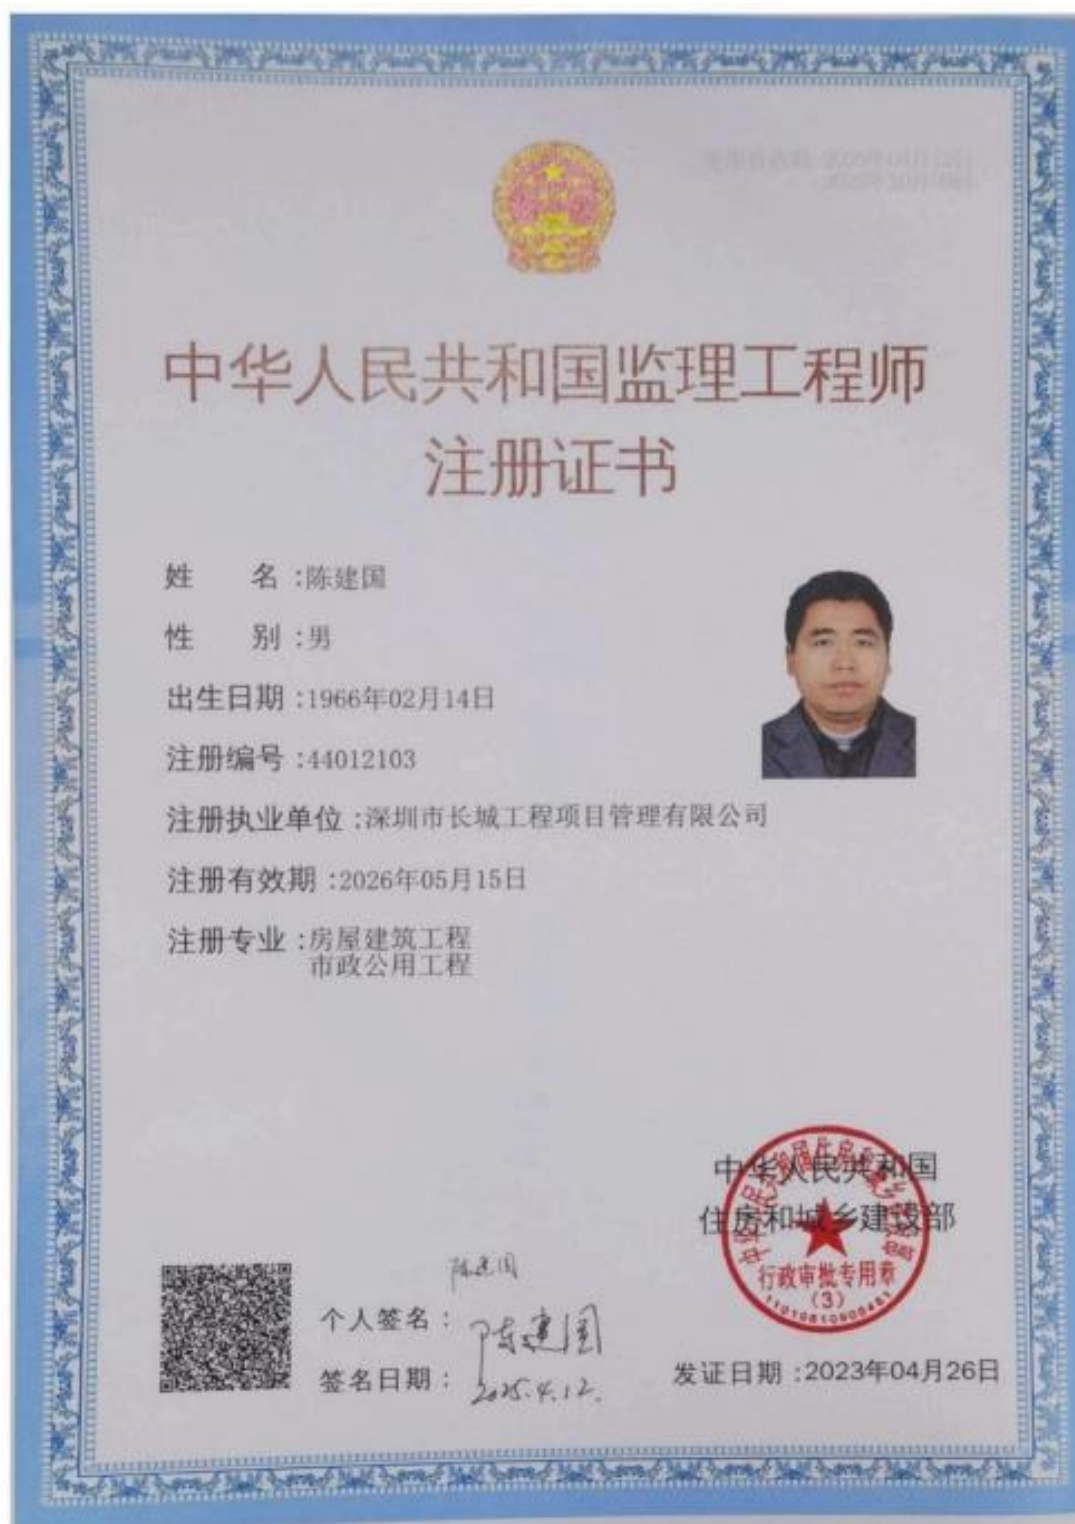 中华人民共和国监理工程师
注册证书
姓 名：陈建国
性 别：男
出生日期：1966年02月14日
注册编号：44012103
注册执业单位：深圳市长城工程项目管理有限公司
注册有效期：2026年05月15日
注册专业：房屋建筑工程
市政公用工程
中华人民共和国
住房和城乡建设部
行政审批专用章
（3）
陈建国
个人签名：陈建国
签名日期：2025.4.12.
发证日期：2023年04月26日